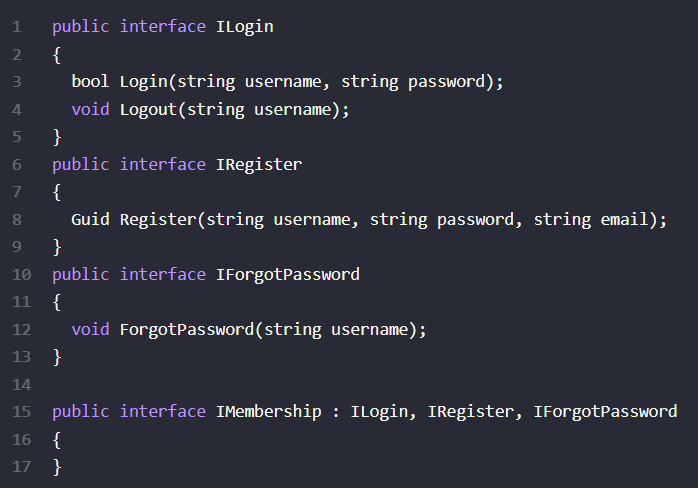 1 public interface ILogin
2 {
3   bool Login(string username, string password);
4   void Logout(string username);
5 }
6 public interface IRegister
7 {
8   Guid Register(string username, string password, string email);
9 }
10 public interface IForgotPassword
11 {
12   void ForgotPassword(string username);
13 }
14
15 public interface IMembership : ILogin, IRegister, IForgotPassword
16 {
17 }